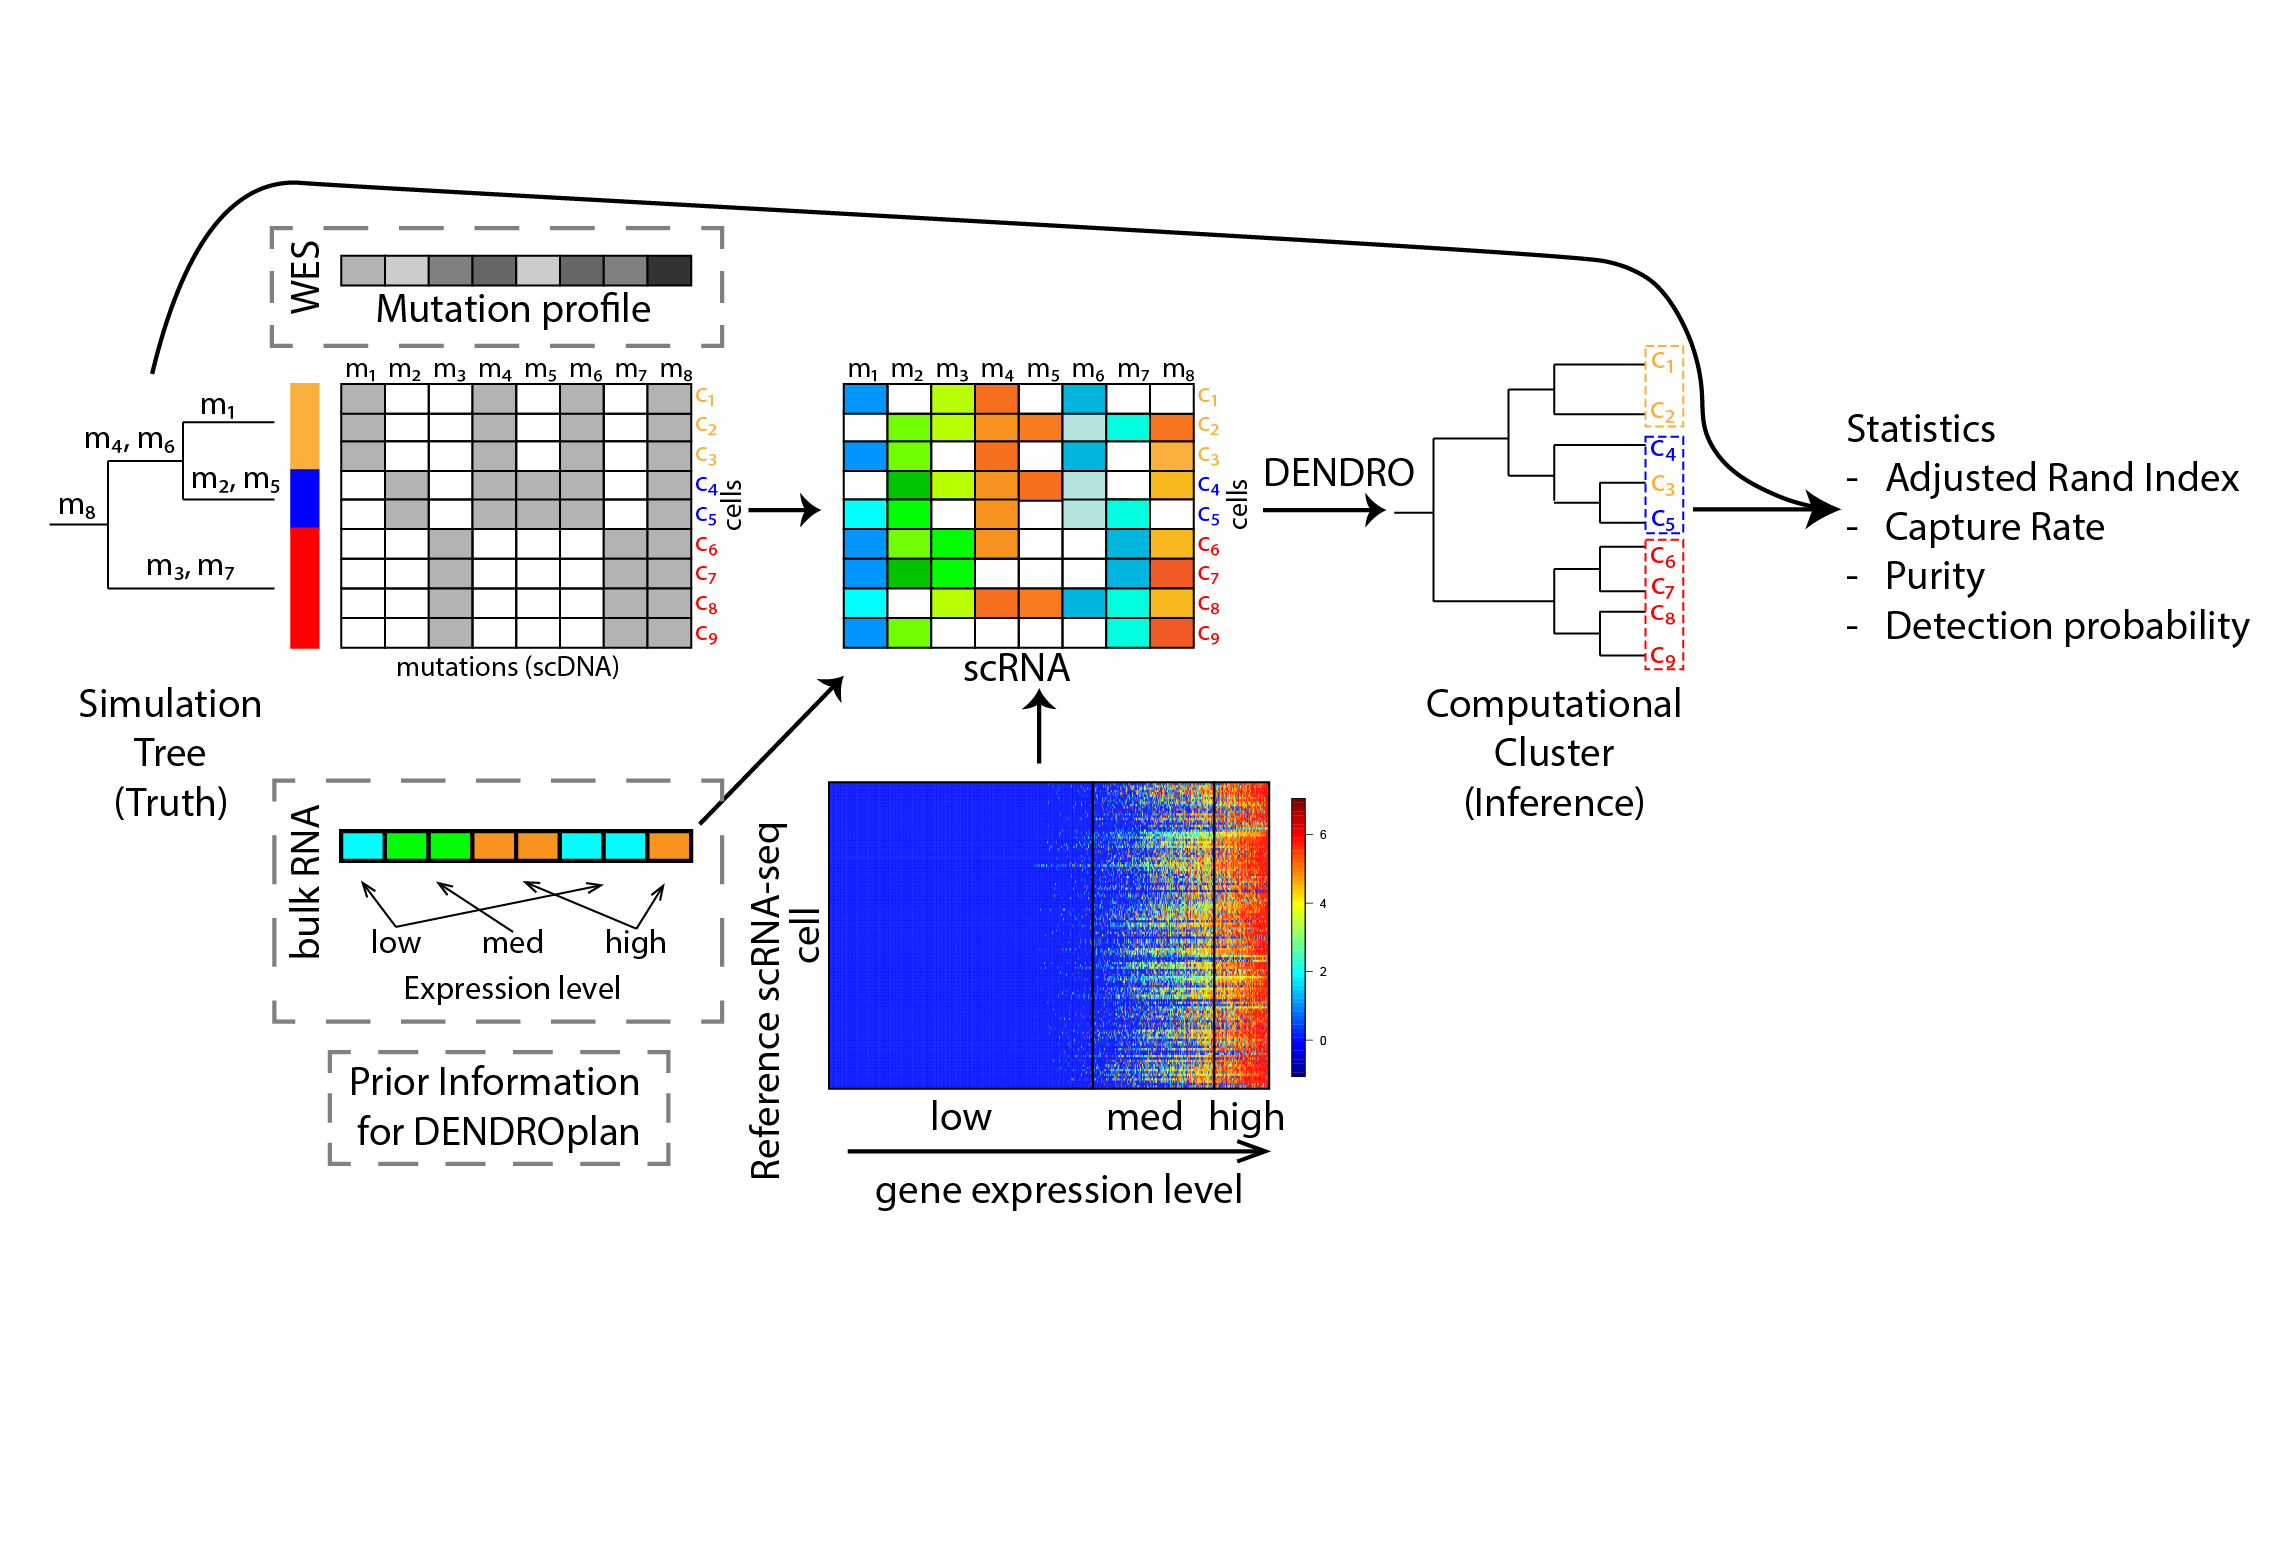 WES
Mutation profile
m₁ m₂ m₃ m₄ m₅ m₆ m₇ m₈
c₁
c₂
c₃
c₄
c₅
c₆
c₇
c₈
c₉
cells
mutations (scDNA)
m₁
m₄, m₆
m₂, m₅
m₈
m₃, m₇
Simulation
Tree
(Truth)
m₁ m₂ m₃ m₄ m₅ m₆ m₇ m₈
c₁
c₂
c₃
c₄
c₅
c₆
c₇
c₈
c₉
cells
scRNA
DENDRO
c₁
c₂
c₄
c₃
c₅
c₆
c₇
c₈
c₉
Computational
Cluster
(Inference)
Statistics
- Adjusted Rand Index
- Capture Rate
- Purity
- Detection probability
bulk RNA
low med high
Expression level
Prior Information
for DENDROplan
Reference scRNA-seq
cell
6
4
2
0
low med high
gene expression level